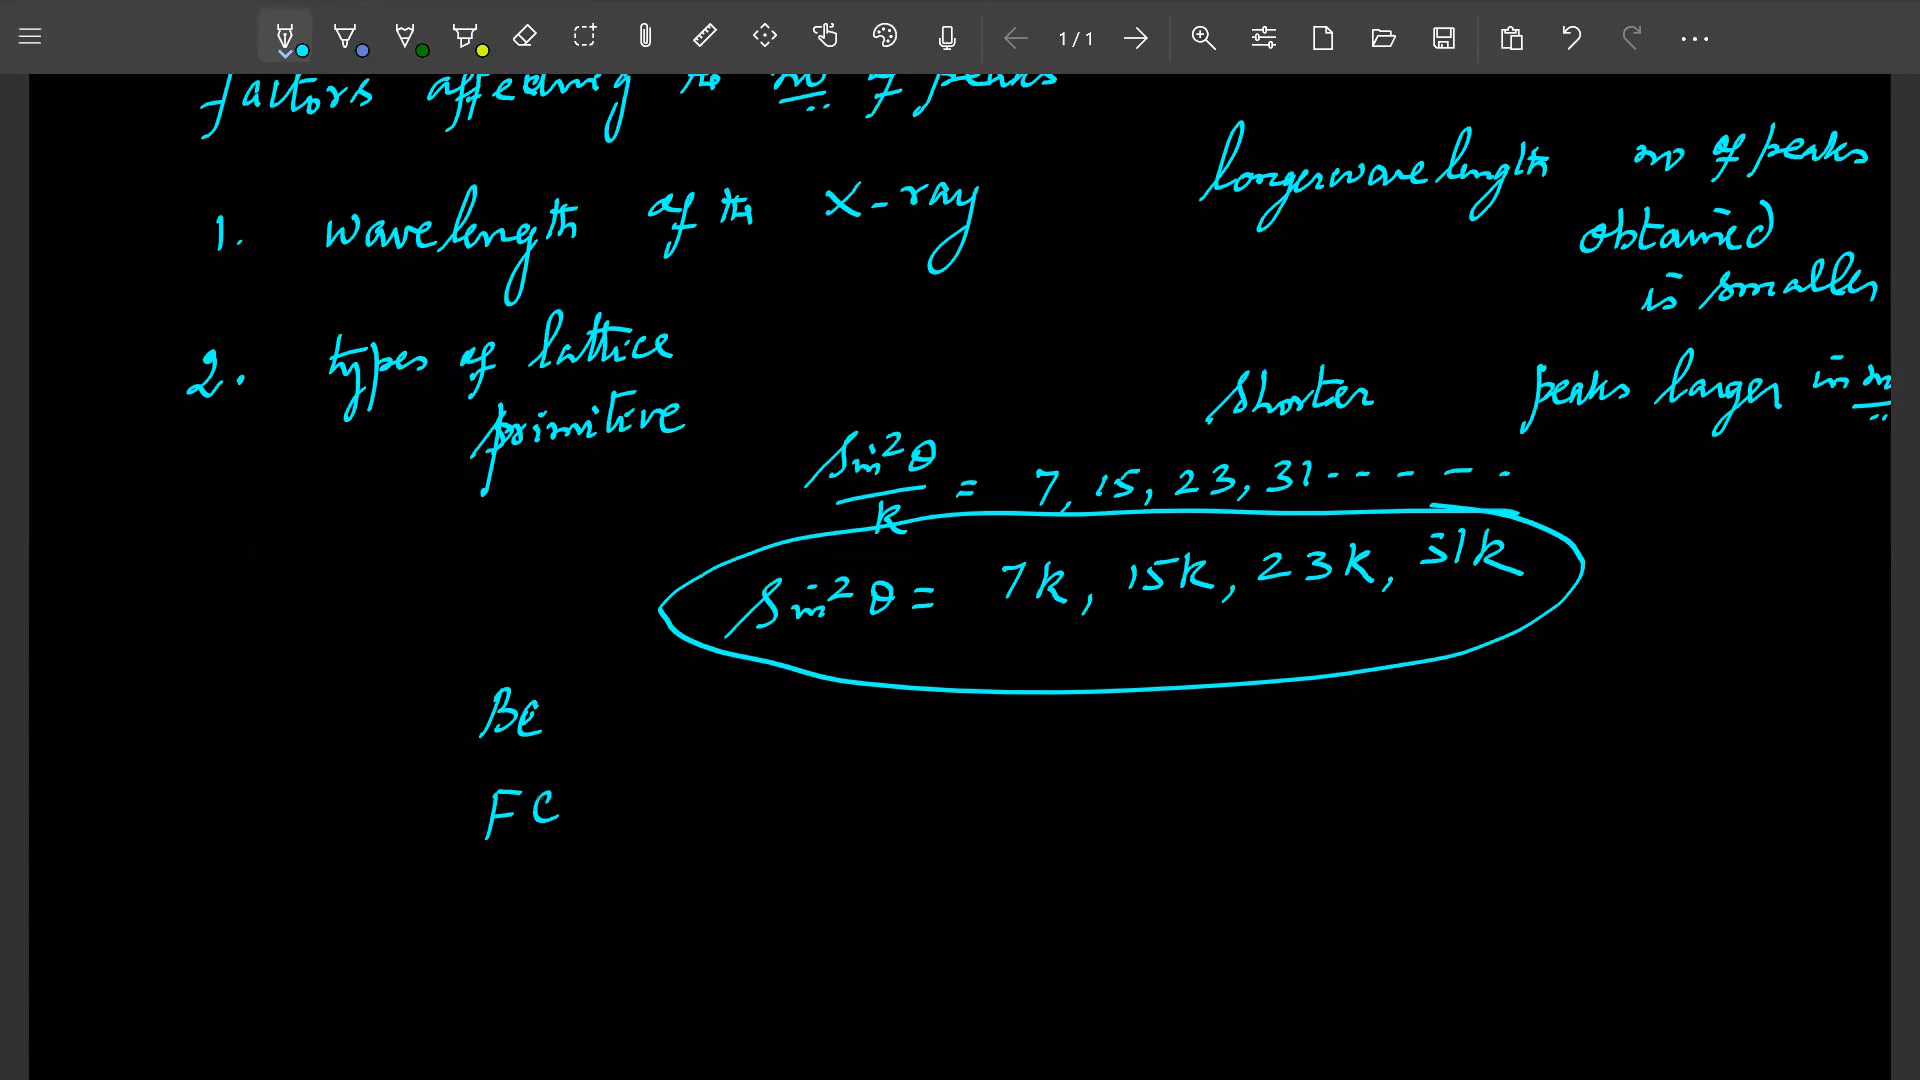 1 / 1
factors affecting th no of peaks
1. wavelength of th X-ray
longer wavelength no of peaks
obtained
is smaller
2. types of lattice
primitive
shorter peaks larger in no
Sin²θ/k = 7, 15, 23, 31 - - - - - -
Sin²θ = 7k, 15k, 23k, 31k
BC
FC